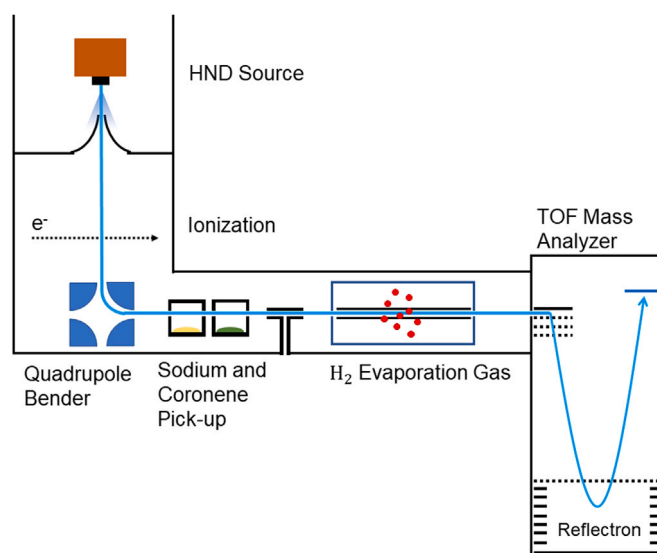 HND Source
e-
Ionization
TOF Mass
Analyzer
Quadrupole
Bender
Sodium and
Coronene
Pick-up
H₂ Evaporation Gas
Reflectron